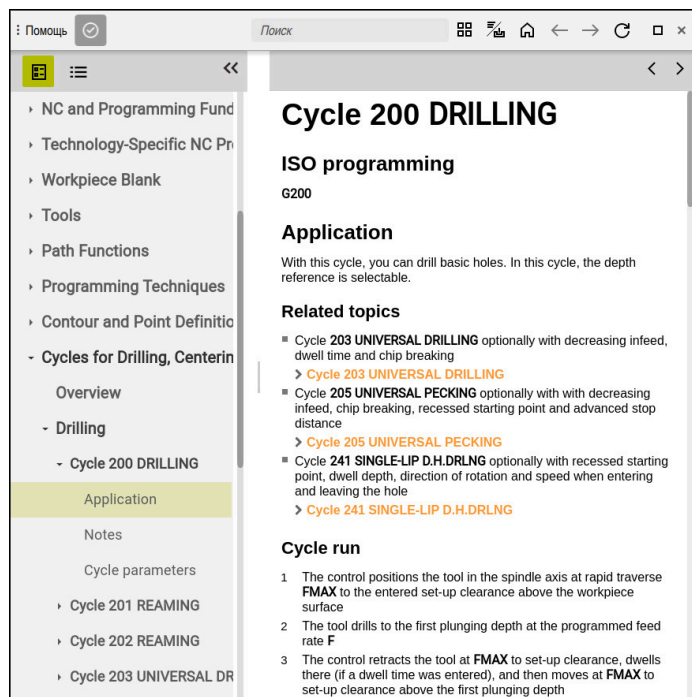 Помощь
Поиск
NC and Programming Fund
Technology-Specific NC Pr
Workpiece Blank
Tools
Path Functions
Programming Techniques
Contour and Point Definitio
Cycles for Drilling, Centerin
Overview
Drilling
Cycle 200 DRILLING
Application
Notes
Cycle parameters
Cycle 201 REAMING
Cycle 202 REAMING
Cycle 203 UNIVERSAL DR
Cycle 200 DRILLING
ISO programming
G200
Application
With this cycle, you can drill basic holes. In this cycle, the depth
reference is selectable.
Related topics
Cycle 203 UNIVERSAL DRILLING optionally with decreasing infeed,
dwell time and chip breaking
Cycle 203 UNIVERSAL DRILLING
Cycle 205 UNIVERSAL PECKING optionally with with decreasing
infeed, chip breaking, recessed starting point and advanced stop
distance
Cycle 205 UNIVERSAL PECKING
Cycle 241 SINGLE-LIP D.H.DRLNG optionally with recessed starting
point, dwell depth, direction of rotation and speed when entering
and leaving the hole
Cycle 241 SINGLE-LIP D.H.DRLNG
Cycle run
1 The control positions the tool in the spindle axis at rapid traverse
FMAX to the entered set-up clearance above the workpiece
surface
2 The tool drills to the first plunging depth at the programmed feed
rate F
3 The control retracts the tool at FMAX to set-up clearance, dwells
there (if a dwell time was entered), and then moves at FMAX to
set-up clearance above the first plunging depth